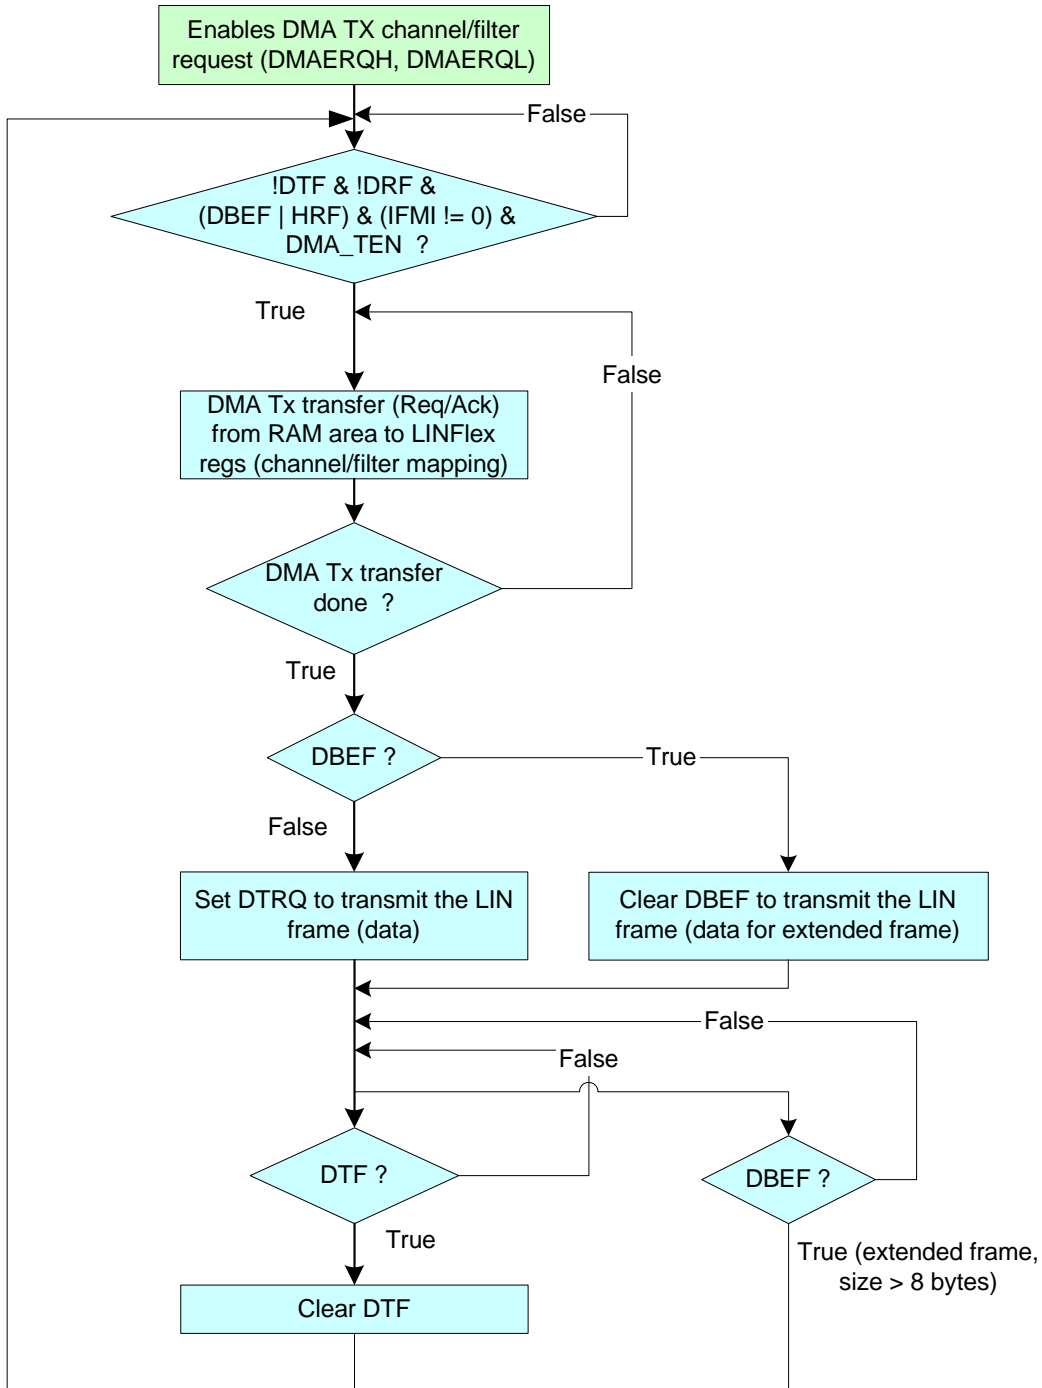 Enables DMA TX channel/filter
request (DMAERQH, DMAERQL)
False
!DTF & !DRF &
(DBEF | HRF) & (IFMI != 0) &
DMA_TEN ?
True
False
DMA Tx transfer (Req/Ack)
from RAM area to LINFlex
regs (channel/filter mapping)
DMA Tx transfer
done ?
True
DBEF ?
True
False
Set DTRQ to transmit the LIN
frame (data)
Clear DBEF to transmit the LIN
frame (data for extended frame)
False
False
DTF ?
DBEF ?
True
True (extended frame,
size > 8 bytes)
Clear DTF